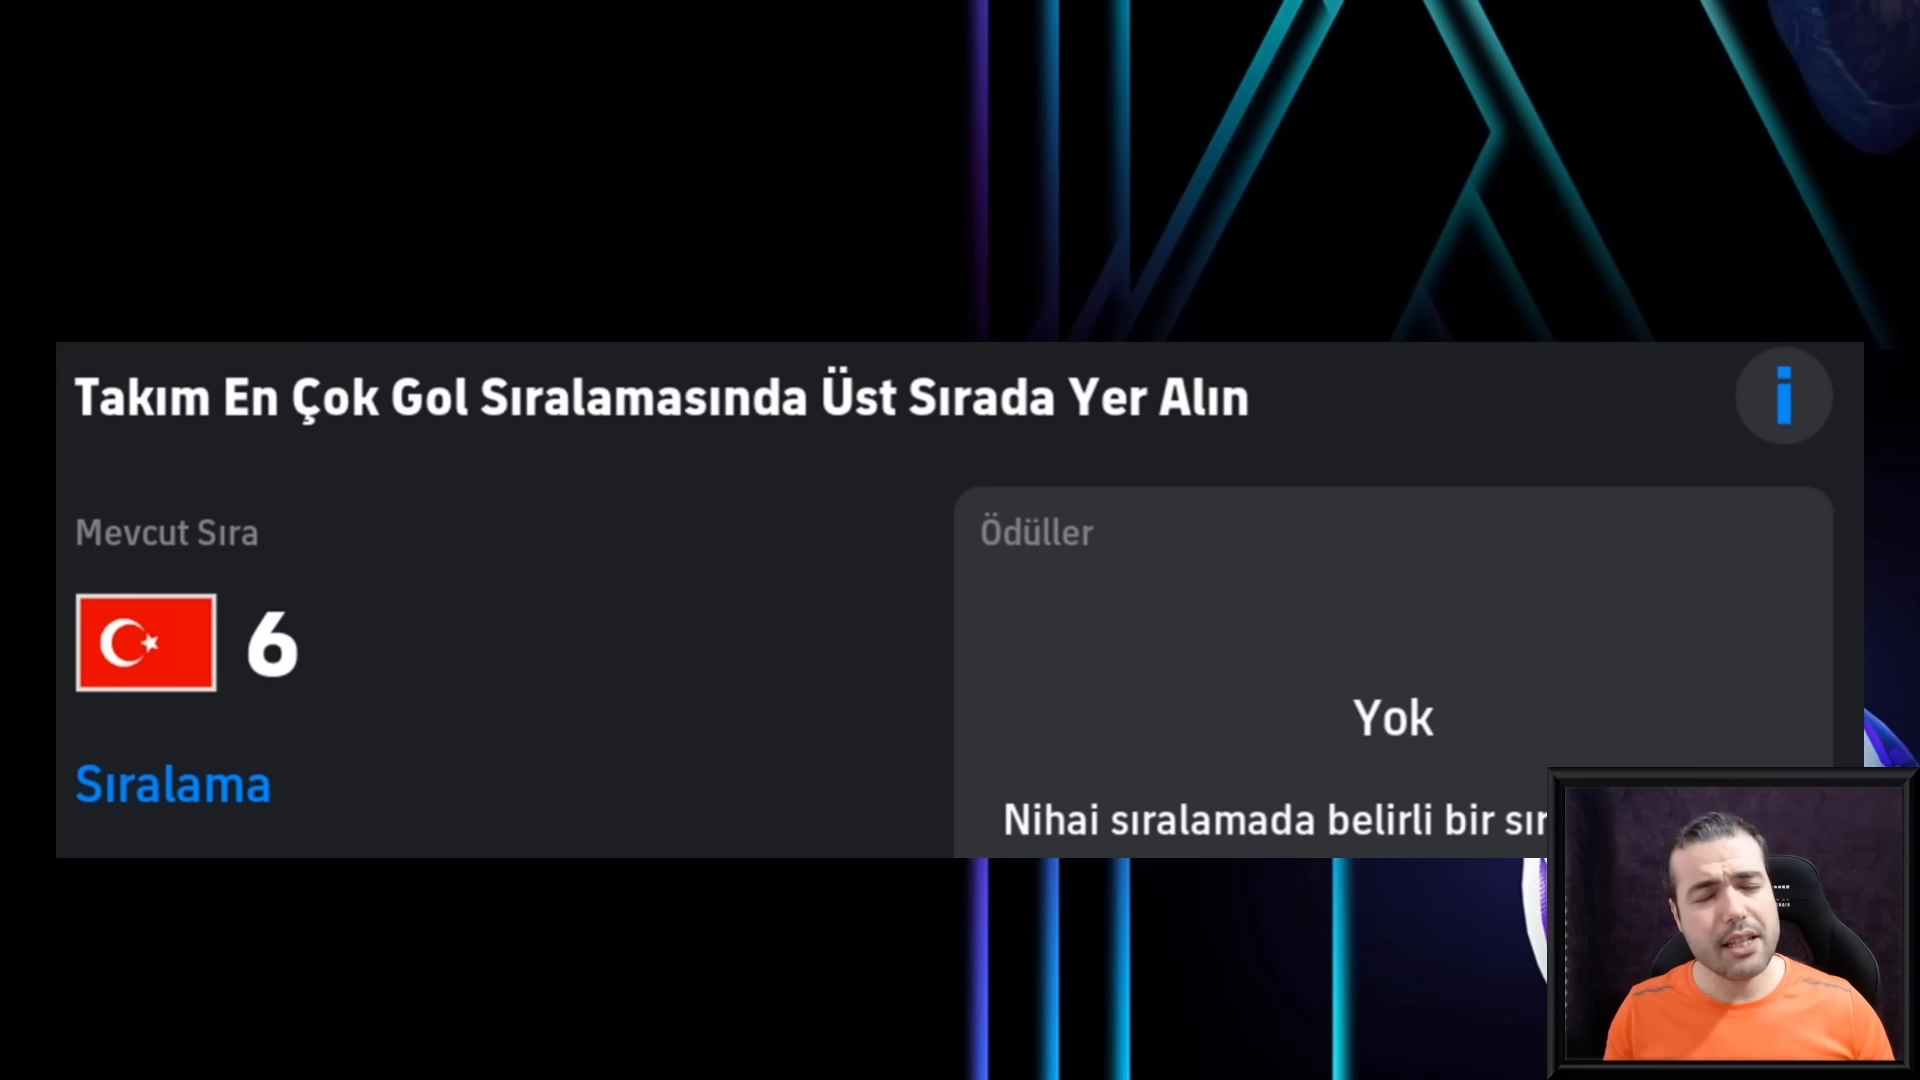 Takım En Çok Gol Sıralamasında Üst Sırada Yer Alın
i
Mevcut Sıra
6
Sıralama
Ödüller
Yok
Nihai sıralamada belirli bir